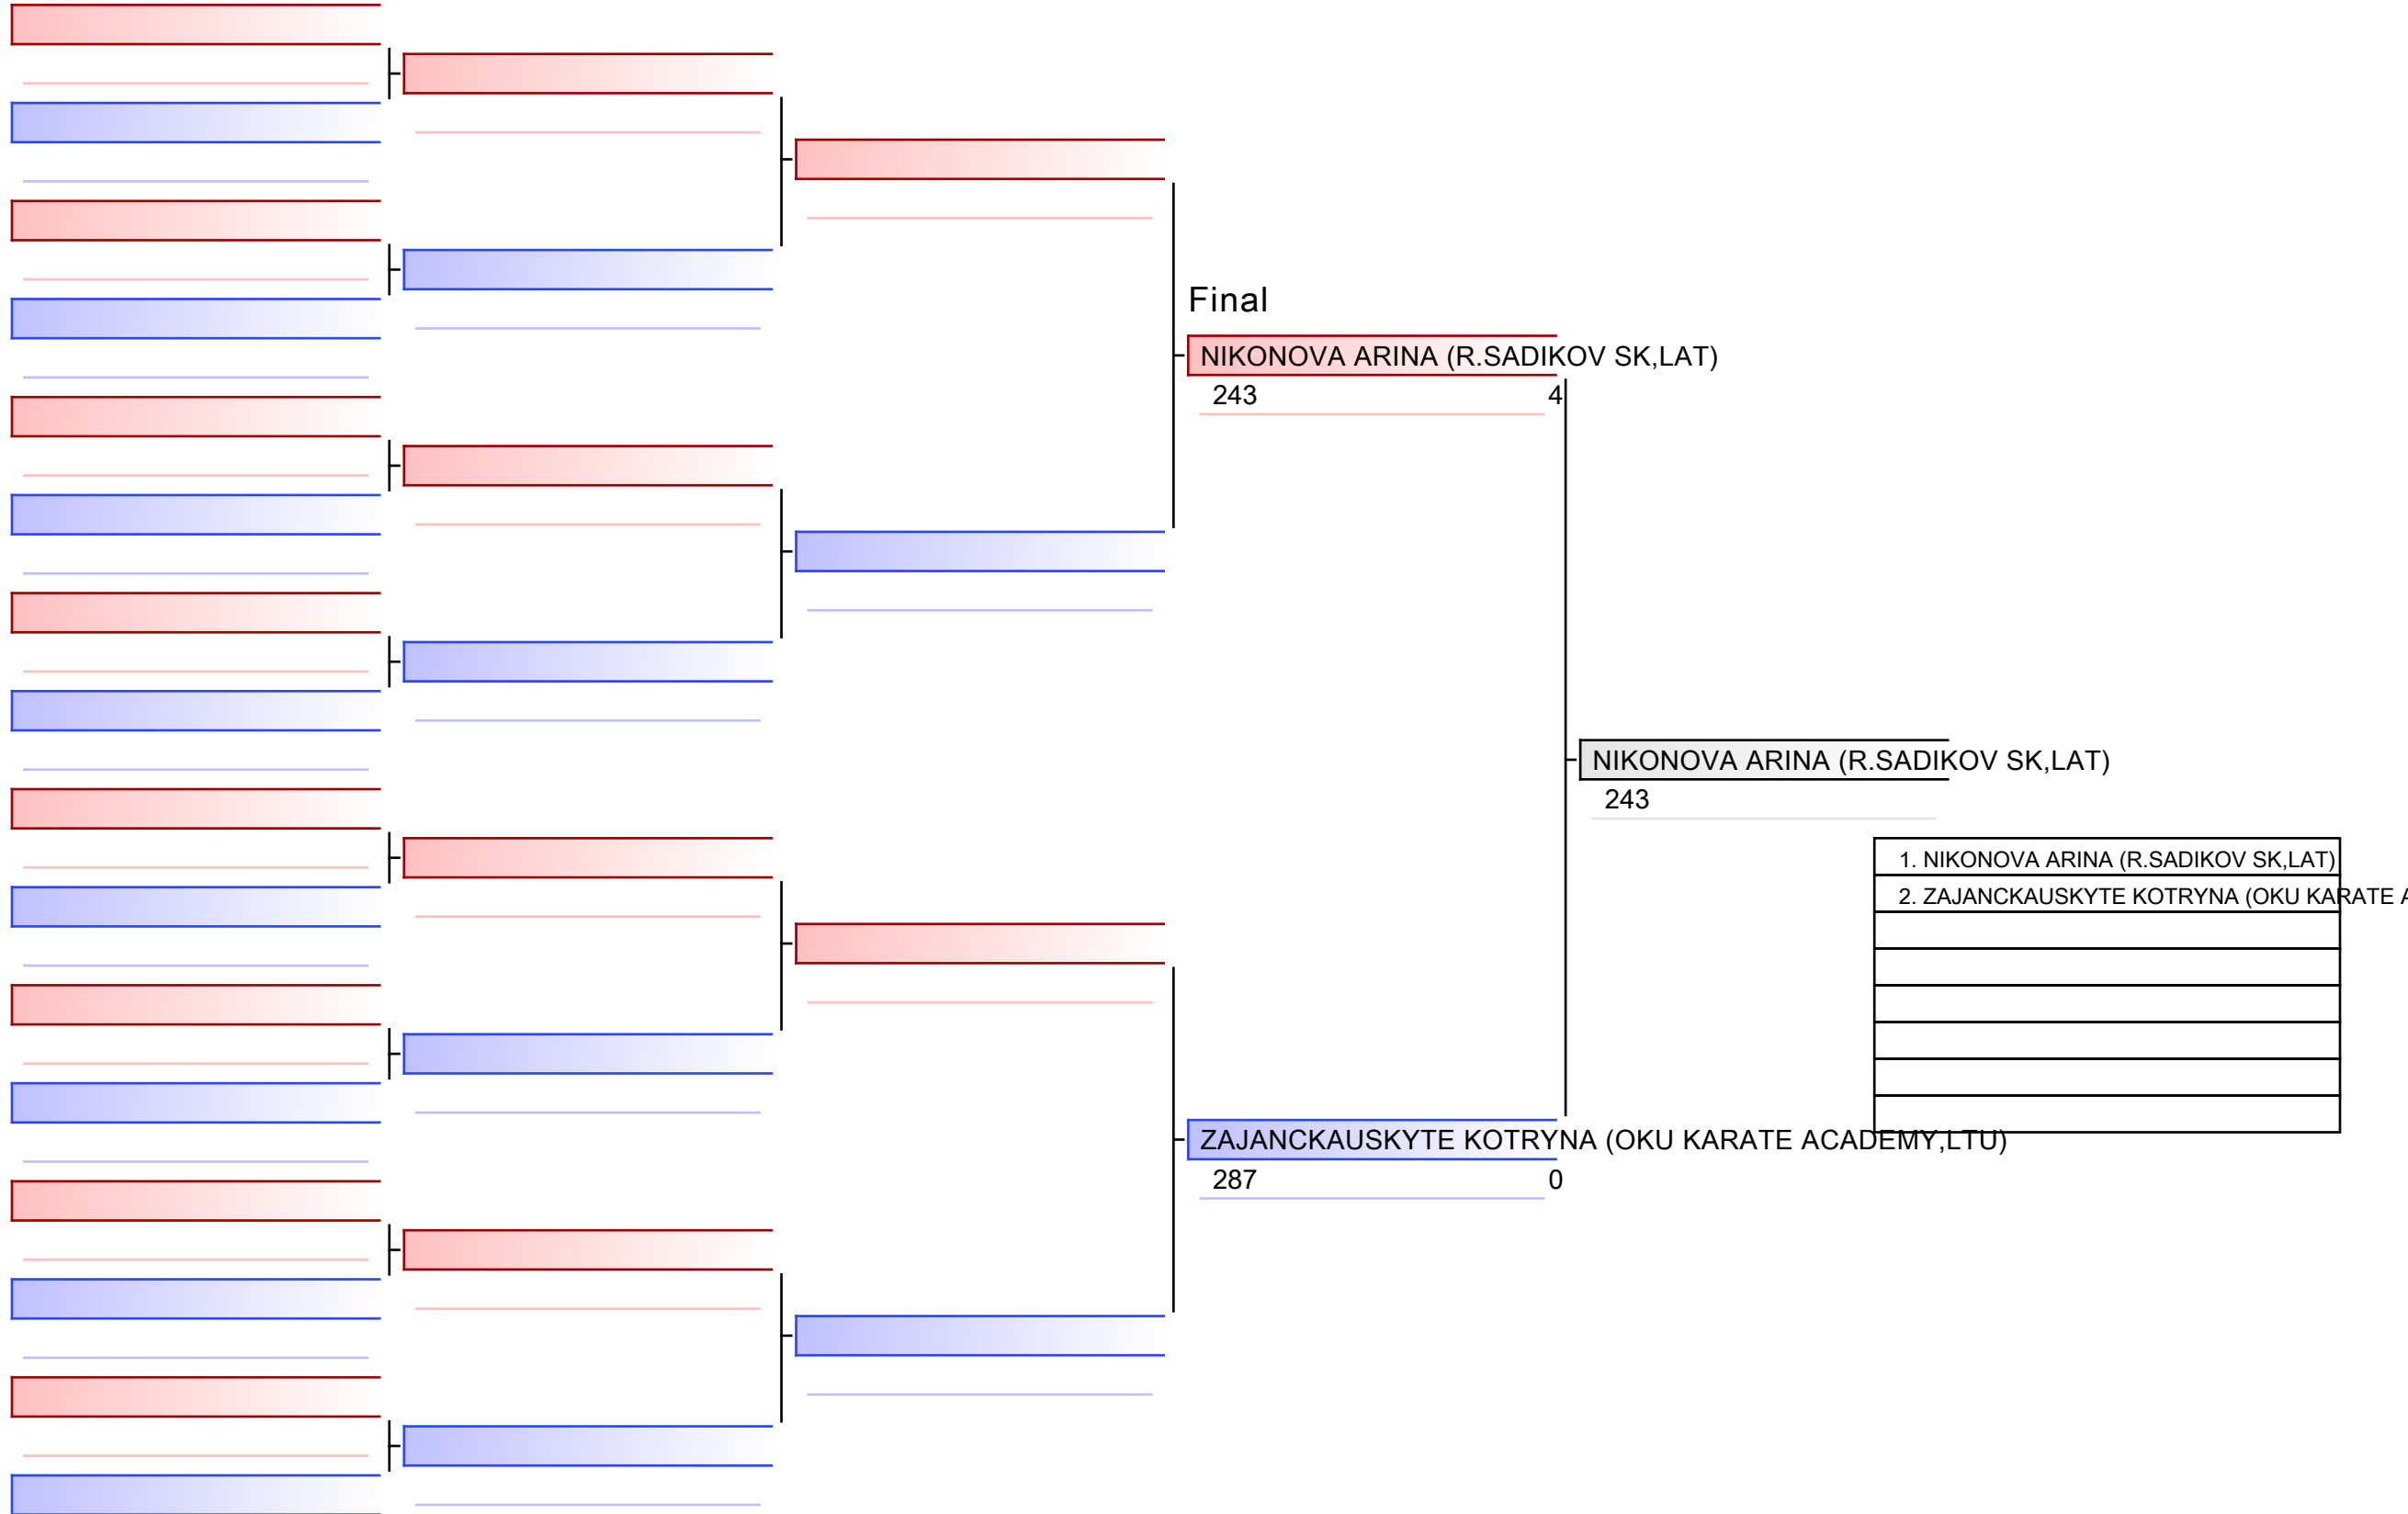 Final
NIKONOVA ARINA (R.SADIKOV SK,LAT)
243 4
NIKONOVA ARINA (R.SADIKOV SK,LAT)
243
1. NIKONOVA ARINA (R.SADIKOV SK,LAT)
2. ZAJANCKAUSKYTE KOTRYNA (OKU KARATE A
ZAJANCKAUSKYTE KOTRYNA (OKU KARATE ACADEMY,LTU)
287 0